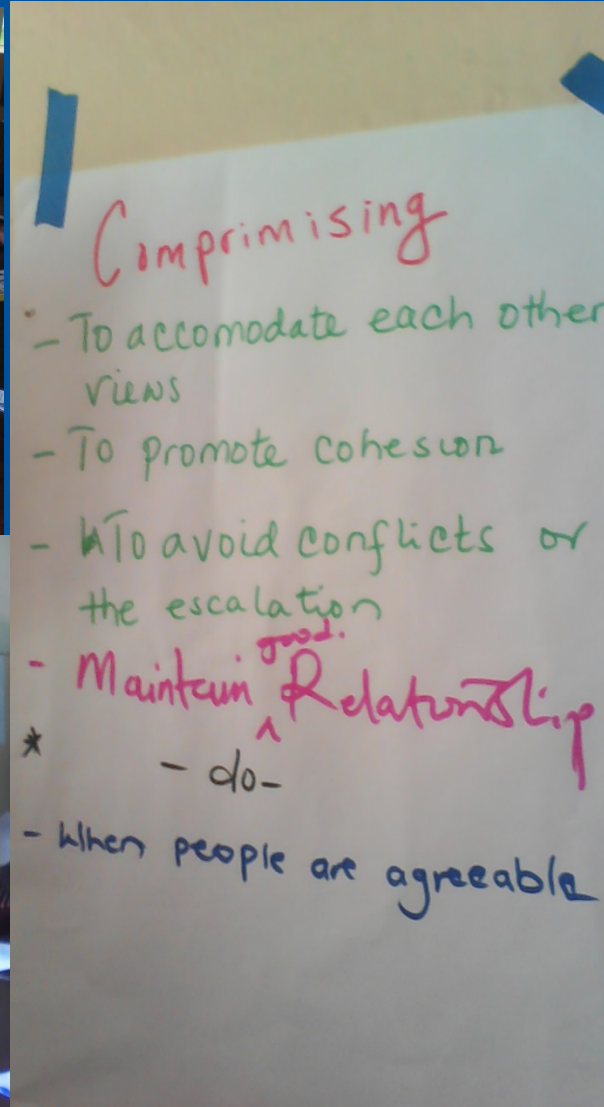 Comprimising
- To accomodate each other
views
- To promote cohesion
- To avoid conflicts or
the escalation
- Maintain good. Relationship
* - do -
- When people are agreeable